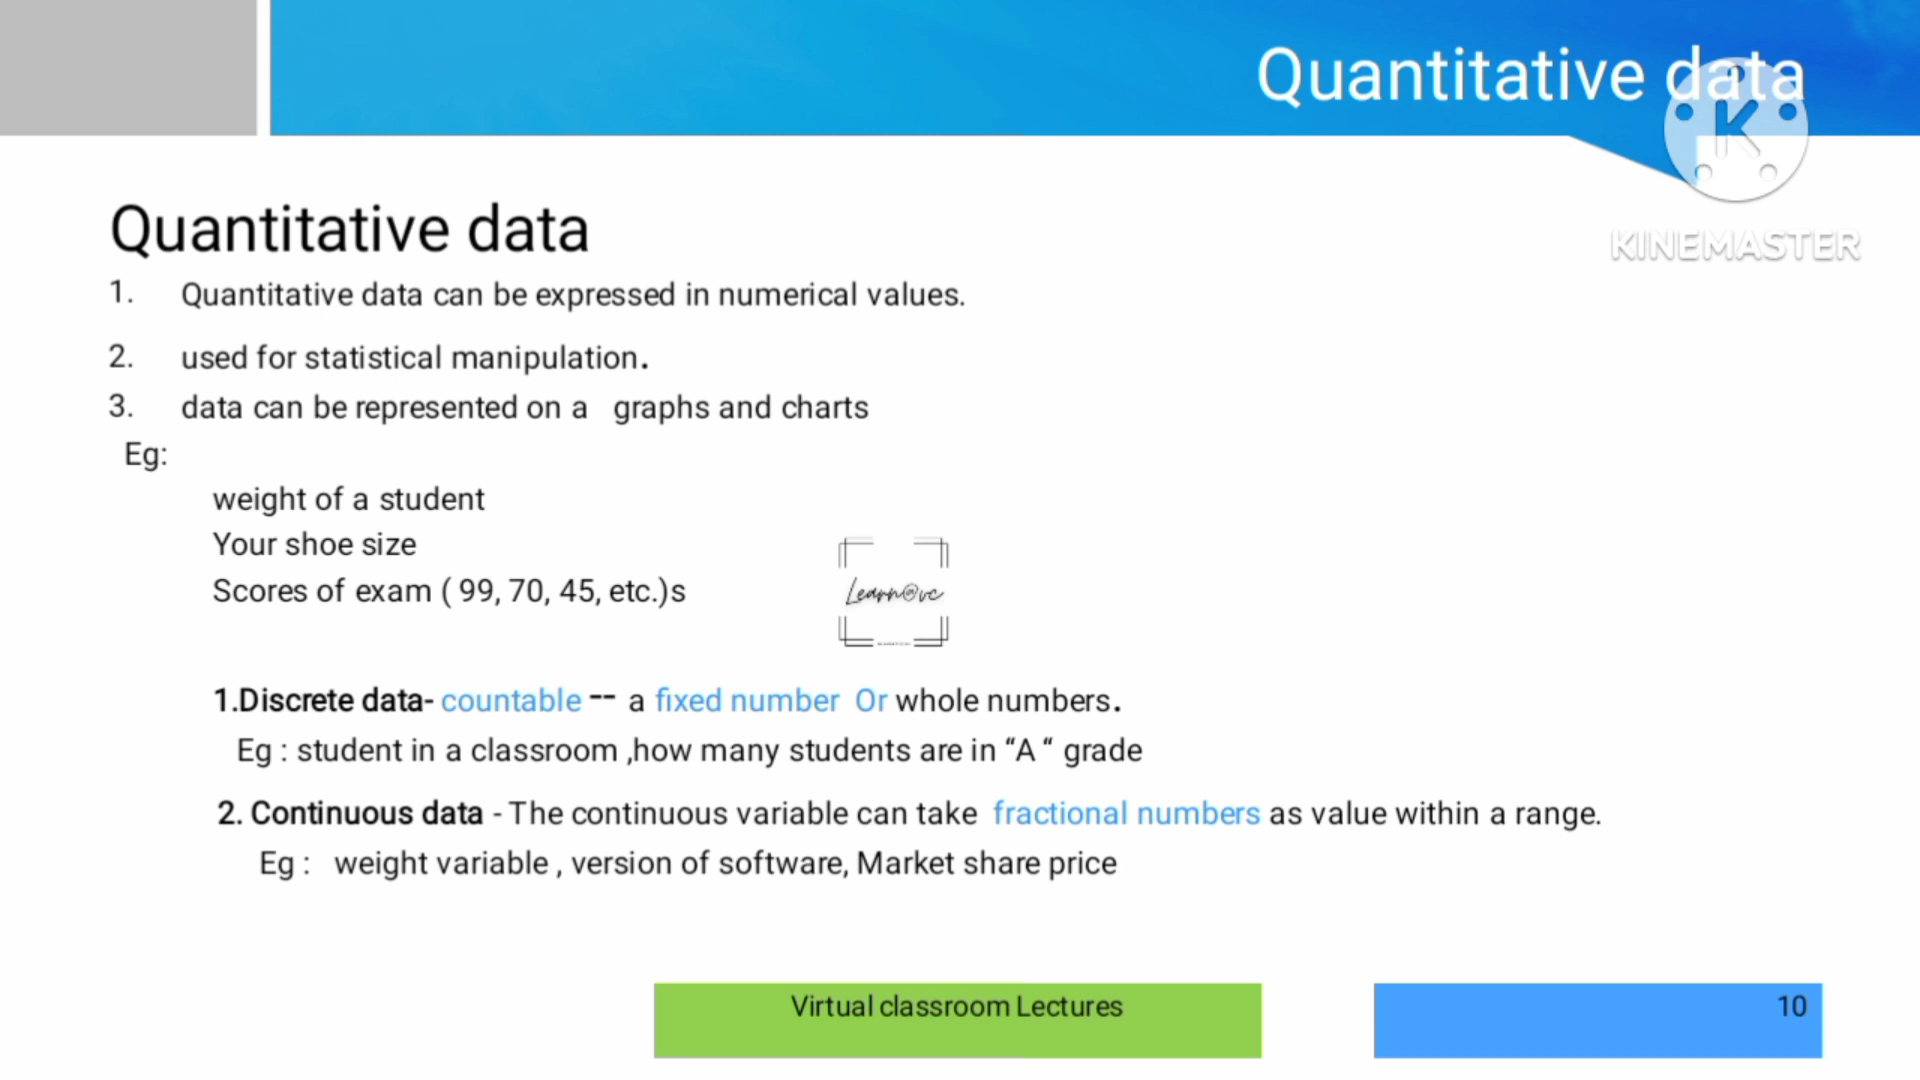 Quantitative data
K
KINEMASTER
Quantitative data
1. Quantitative data can be expressed in numerical values.
2. used for statistical manipulation.
3. data can be represented on a graphs and charts
Eg:
weight of a student
Your shoe size
Scores of exam ( 99, 70, 45, etc.)s
Learn@vc
1.Discrete data- countable -- a fixed number Or whole numbers.
Eg : student in a classroom ,how many students are in “A “ grade
2. Continuous data - The continuous variable can take fractional numbers as value within a range.
Eg : weight variable , version of software, Market share price
Virtual classroom Lectures
10